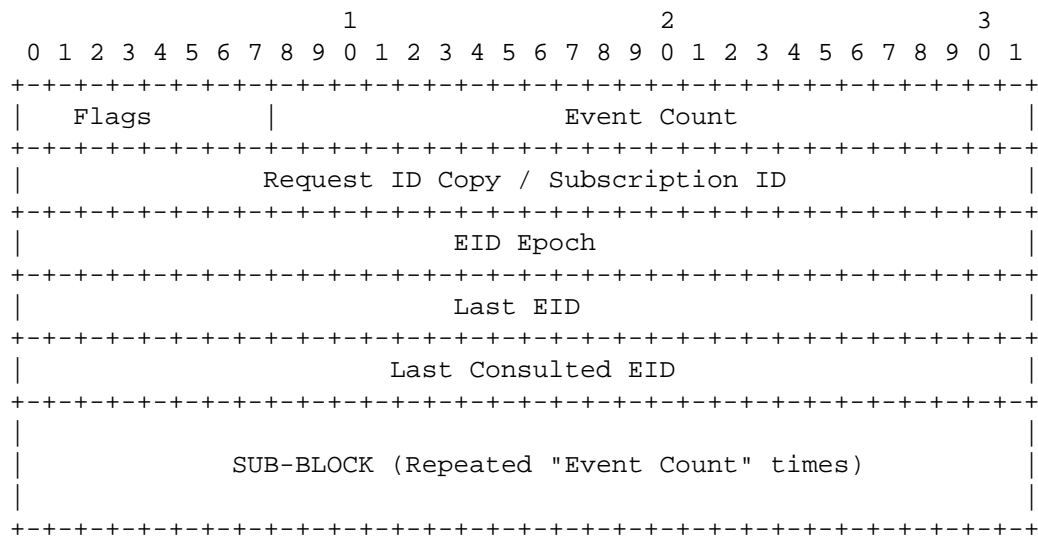 1                   2                   3
 0 1 2 3 4 5 6 7 8 9 0 1 2 3 4 5 6 7 8 9 0 1 2 3 4 5 6 7 8 9 0 1
+-+-+-+-+-+-+-+-+-+-+-+-+-+-+-+-+-+-+-+-+-+-+-+-+-+-+-+-+-+-+-+-+
|   Flags       |                  Event Count                  |
+-+-+-+-+-+-+-+-+-+-+-+-+-+-+-+-+-+-+-+-+-+-+-+-+-+-+-+-+-+-+-+-+
|               Request ID Copy / Subscription ID               |
+-+-+-+-+-+-+-+-+-+-+-+-+-+-+-+-+-+-+-+-+-+-+-+-+-+-+-+-+-+-+-+-+
|                           EID Epoch                           |
+-+-+-+-+-+-+-+-+-+-+-+-+-+-+-+-+-+-+-+-+-+-+-+-+-+-+-+-+-+-+-+-+
|                           Last EID                            |
+-+-+-+-+-+-+-+-+-+-+-+-+-+-+-+-+-+-+-+-+-+-+-+-+-+-+-+-+-+-+-+-+
|                       Last Consulted EID                      |
+-+-+-+-+-+-+-+-+-+-+-+-+-+-+-+-+-+-+-+-+-+-+-+-+-+-+-+-+-+-+-+-+
|                                                               |
|             SUB-BLOCK (Repeated "Event Count" times)          |
|                                                               |
+-+-+-+-+-+-+-+-+-+-+-+-+-+-+-+-+-+-+-+-+-+-+-+-+-+-+-+-+-+-+-+-+